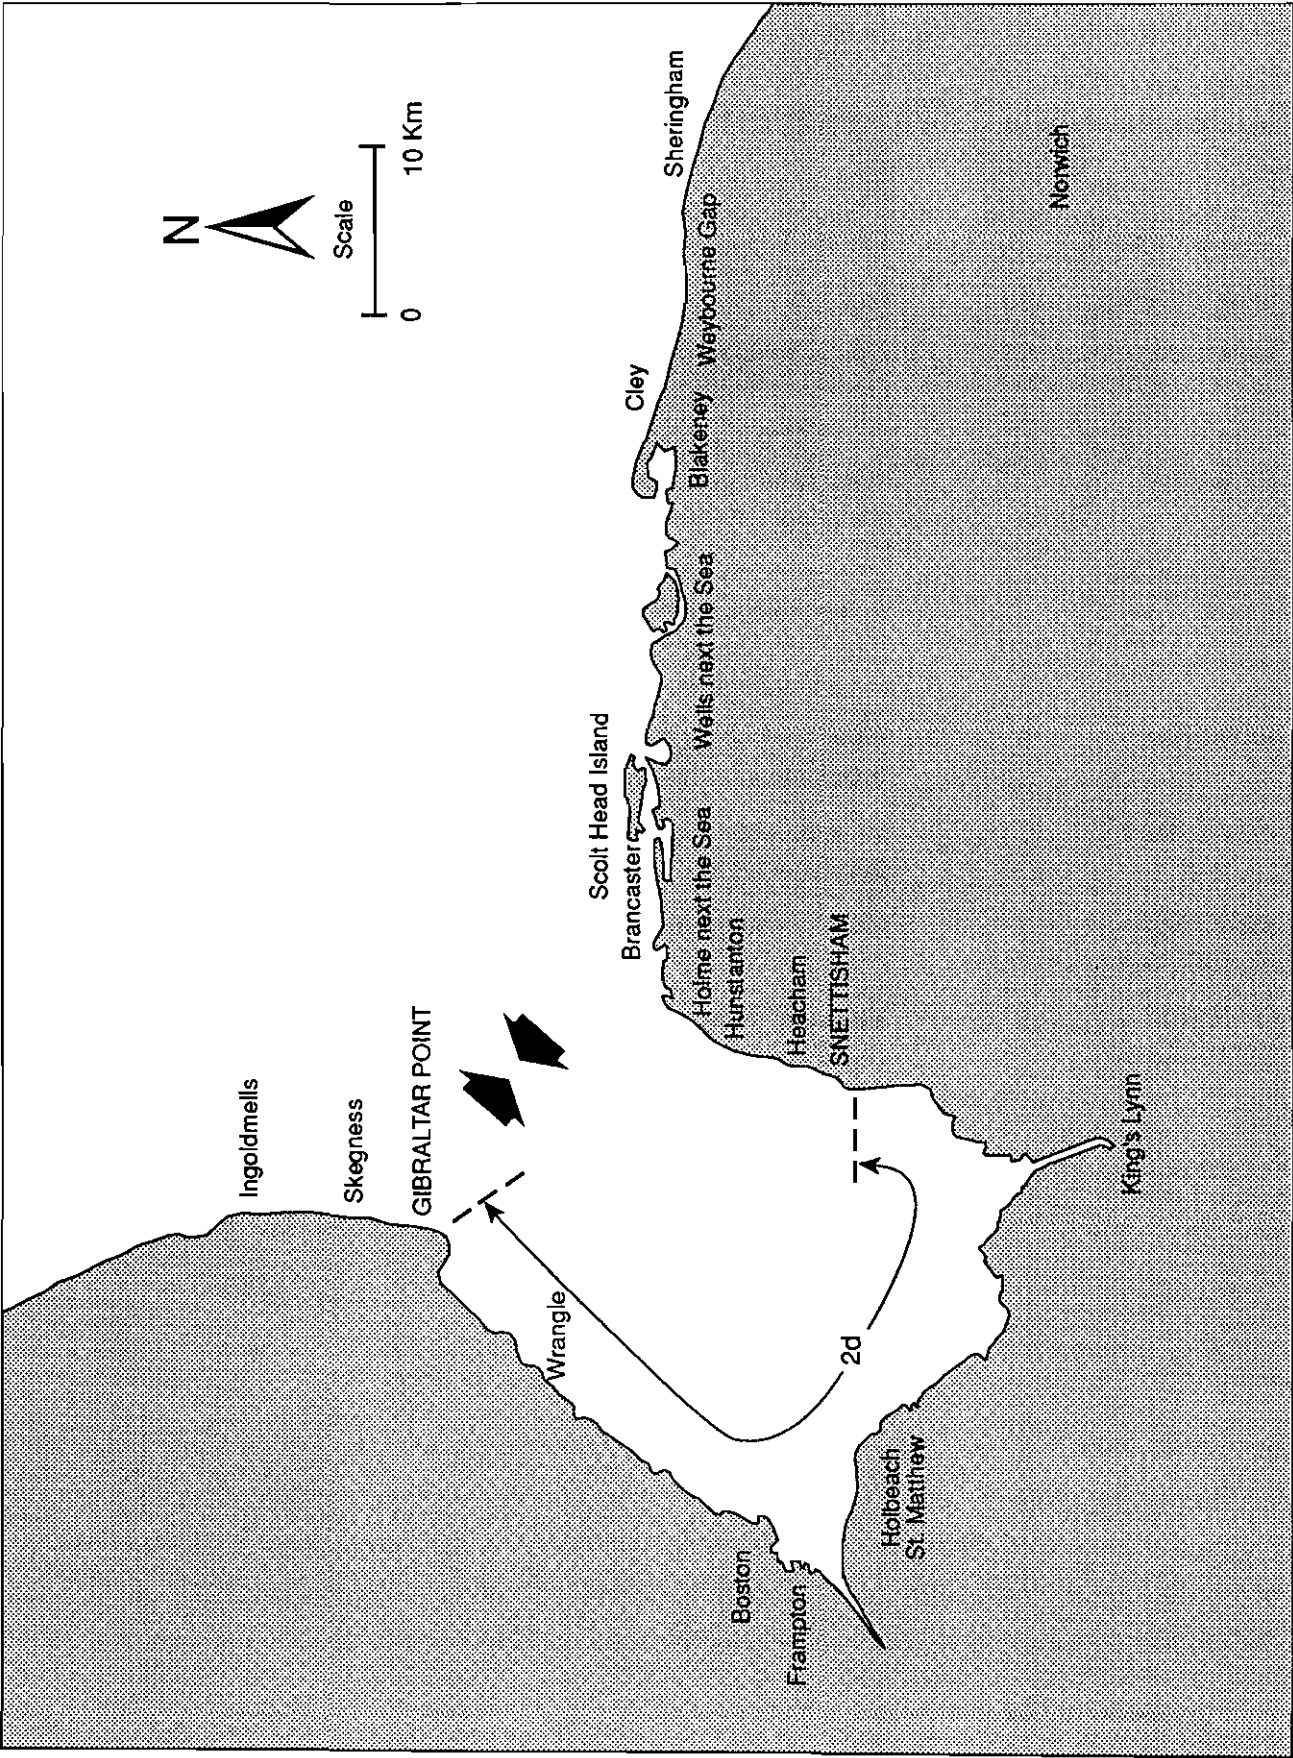 N
Scale
0
10 Km
Ingoldmells
Skegness
GIBRALTAR POINT
Wrangle
Boston
Frampton
Holbeach
St. Matthew
2d
King's Lynn
SNETTISHAM
Heacham
Hunstanton
Holme next the Sea
Brancaster
Scolt Head Island
Wells next the Sea
Blakeney
Cley
Weybourne Gap
Sheringham
Norwich